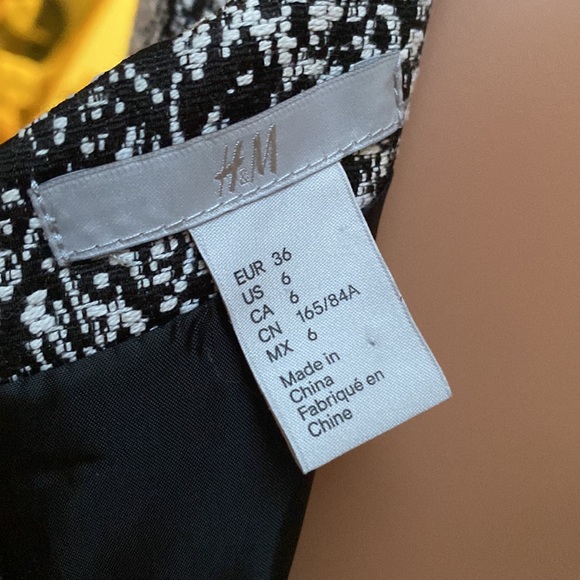 H&M
EUR 36
US 6
CA 6
CN 165/84A
MX 6
Made in
China
Fabriqué en
Chine